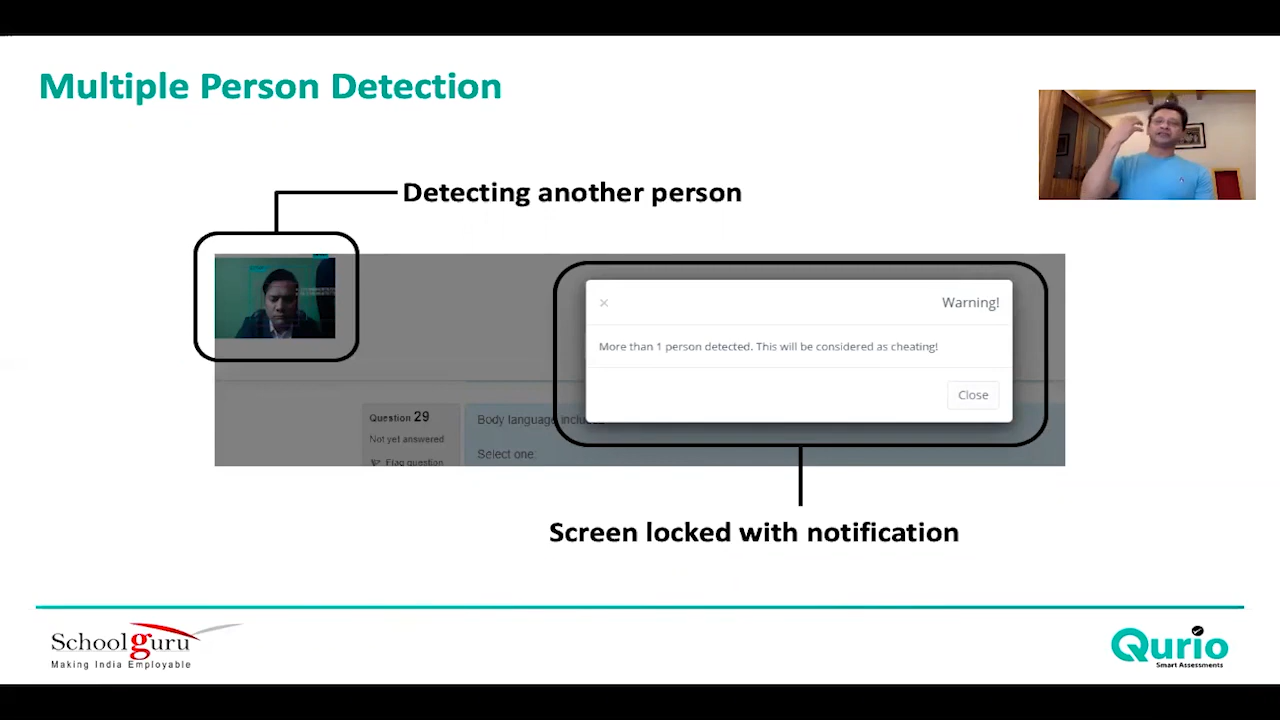 Multiple Person Detection
Detecting another person
Warning!
More than 1 person detected. This will be considered as cheating!
Close
Question 29
Not yet answered
Flag question
Body language
Select one:
Screen locked with notification
Schoolguru
Making India Employable
Qurio
Smart Assessments